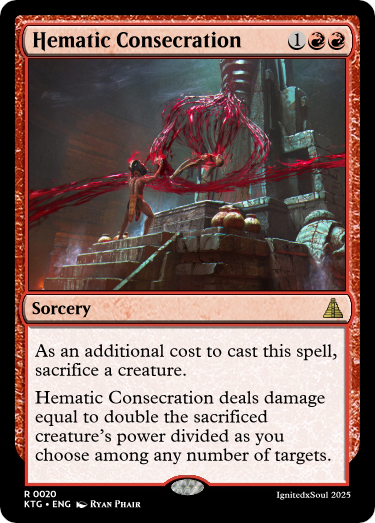 Hematic Consecration 1
Sorcery
As an additional cost to cast this spell,
sacrifice a creature.
Hematic Consecration deals damage
equal to double the sacrificed
creature's power divided as you
choose among any number of targets.
R 0020
KTG • ENG Ryan Phair
IgnitedxSoul 2025